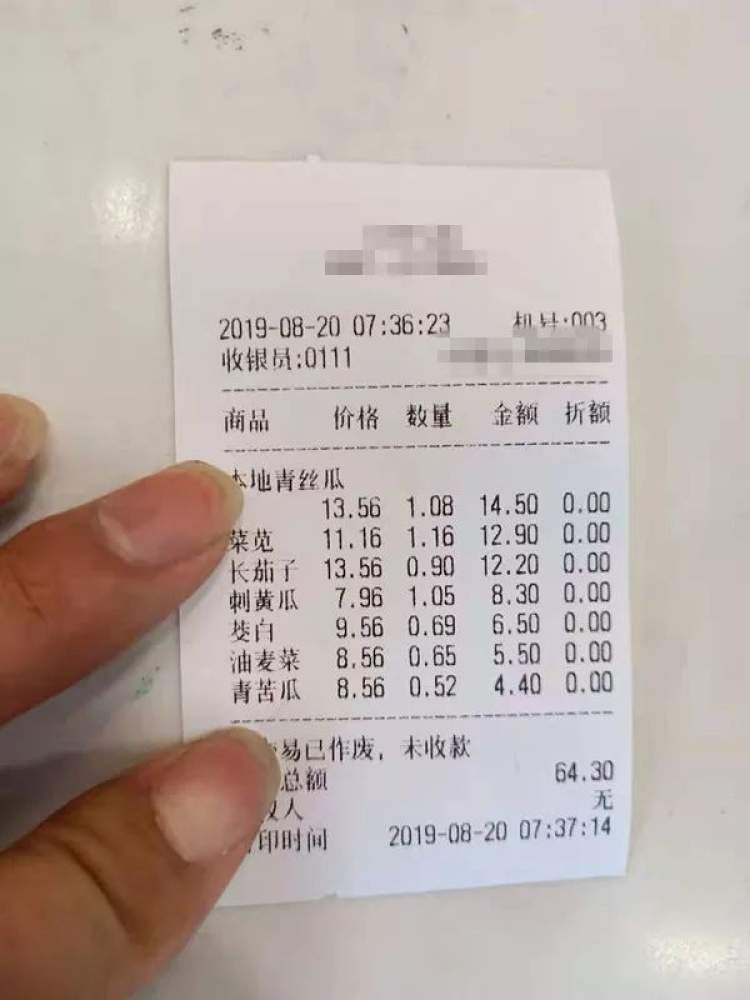 2019-08-20 07:36:23 机号:003
收银员:0111
商品 价格 数量 金额 折额
本地青丝瓜
13.56 1.08 14.50 0.00
菜苋 11.16 1.16 12.90 0.00
长茄子 13.56 0.90 12.20 0.00
刺黄瓜 7.96 1.05 8.30 0.00
茭白 9.56 0.69 6.50 0.00
油麦菜 8.56 0.65 5.50 0.00
青苦瓜 8.56 0.52 4.40 0.00
易已作废, 未收款
总额 64.30
权人 无
印时间 2019-08-20 07:37:14